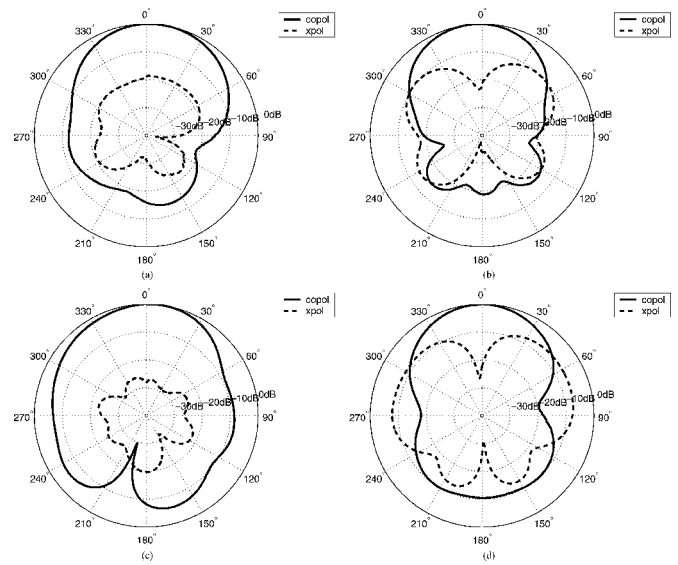 0°
30°
60°
90°
120°
150°
180°
210°
240°
270°
300°
330°
−30dB
−20dB
−10dB
0dB
copol
xpol
(a)
0°
30°
60°
90°
120°
150°
180°
210°
240°
270°
300°
330°
−30dB
−20dB
−10dB
0dB
copol
xpol
(b)
0°
30°
60°
90°
120°
150°
180°
210°
240°
270°
300°
330°
−30dB
−20dB
−10dB
0dB
copol
xpol
(c)
0°
30°
60°
90°
120°
150°
180°
210°
240°
270°
300°
330°
−30dB
−20dB
−10dB
0dB
copol
xpol
(d)